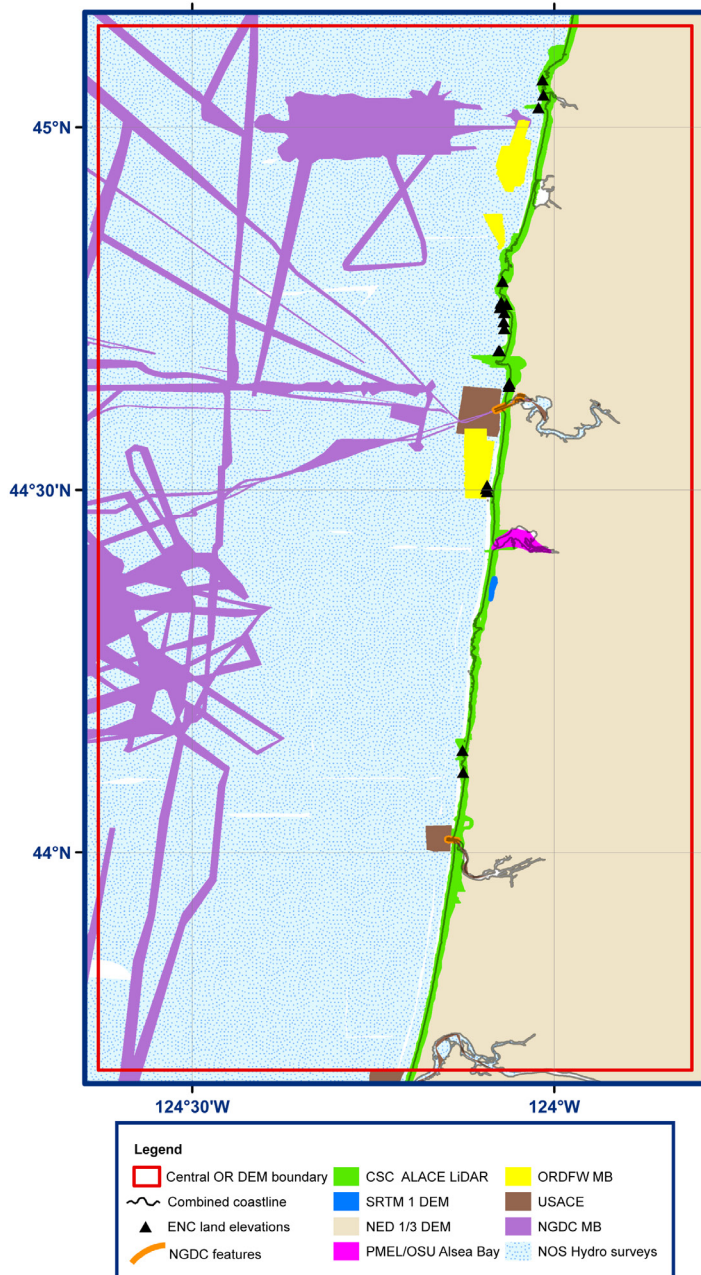 45°N
44°30'N
44°N
124°30'W 124°W
Legend
Central OR DEM boundary CSC ALACE LiDAR ORDFW MB
Combined coastline SRTM 1 DEM USACE
ENC land elevations NED 1/3 DEM NGDC MB
NGDC features PMEL/OSU Alsea Bay NOS Hydro surveys